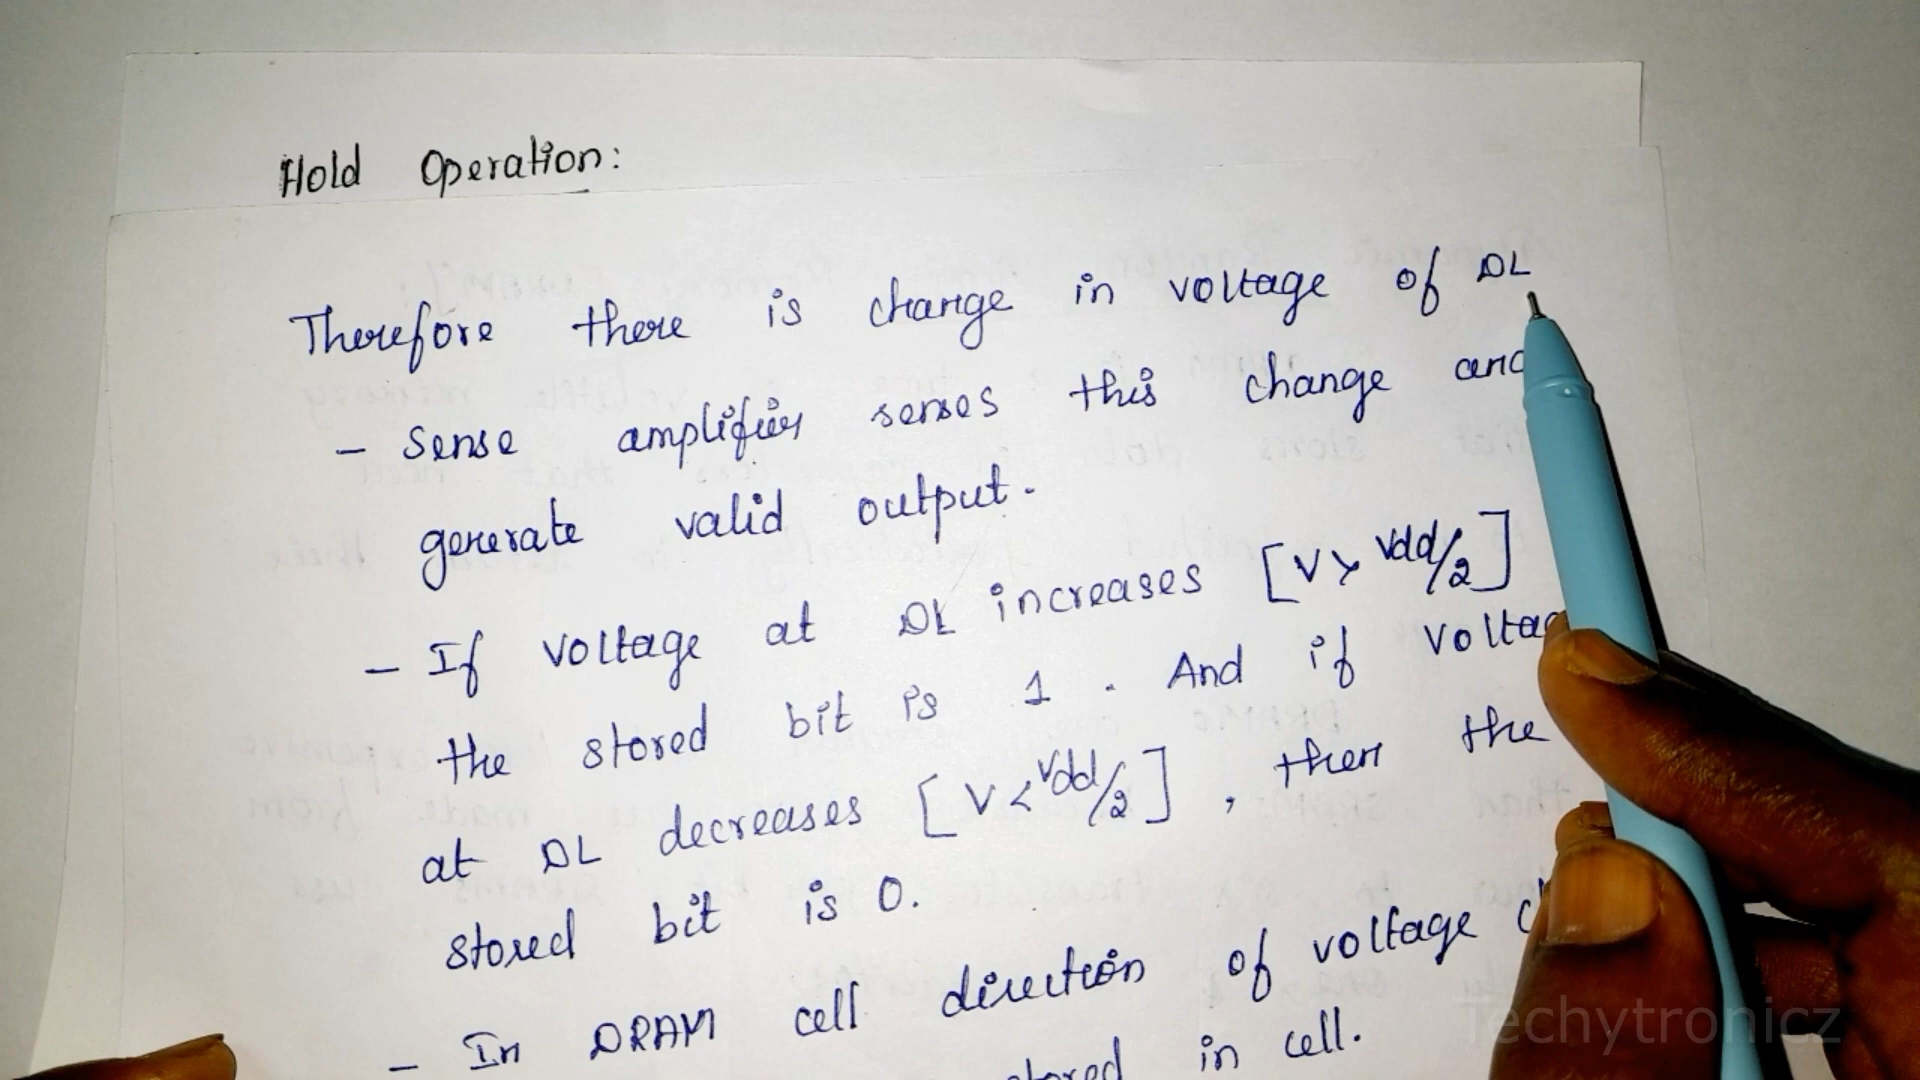 Hold Operation:
Therefore there is change in voltage of DL
- Sense amplifier senses this change and
generate valid output.
- If voltage at DL increases [V > Vdd/2]
the stored bit is 1. And if
at DL decreases [V < Vdd/2], then the
stored bit is 0.
- In DRAM cell direction of voltage
stored in cell.
Techytronicz